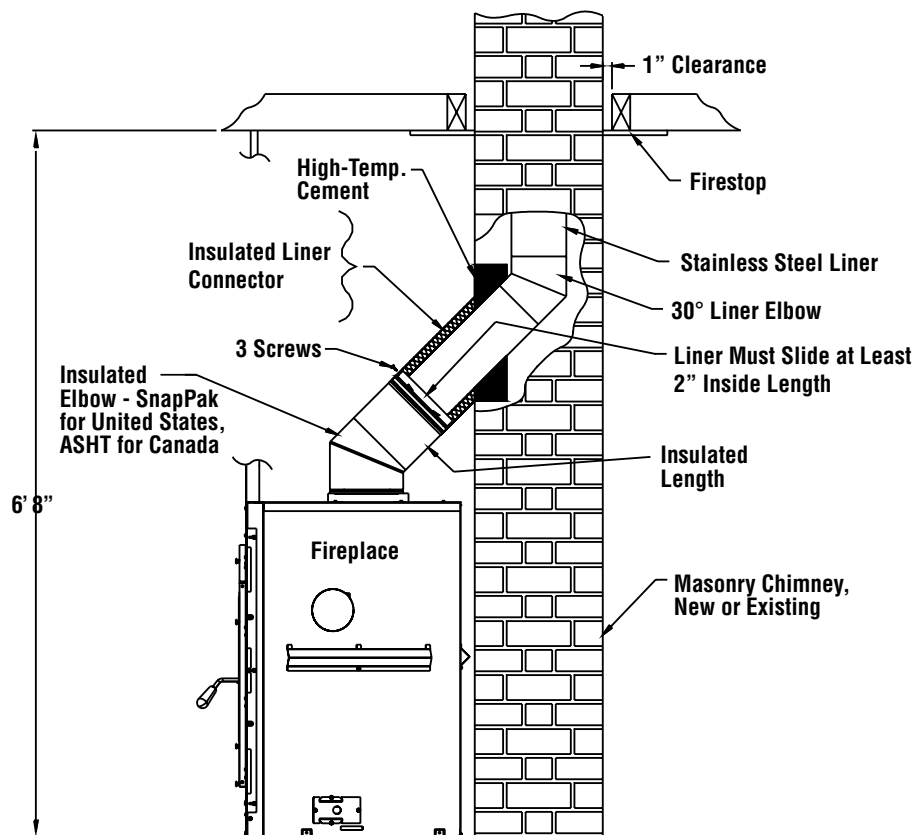 1” Clearance
High-Temp.
Cement
Firestop
Insulated Liner
Connector
Stainless Steel Liner
30° Liner Elbow
3 Screws
Liner Must Slide at Least
2” Inside Length
Insulated
Elbow - SnapPak
for United States,
ASHT for Canada
Insulated
Length
6’ 8”
Fireplace
Masonry Chimney,
New or Existing